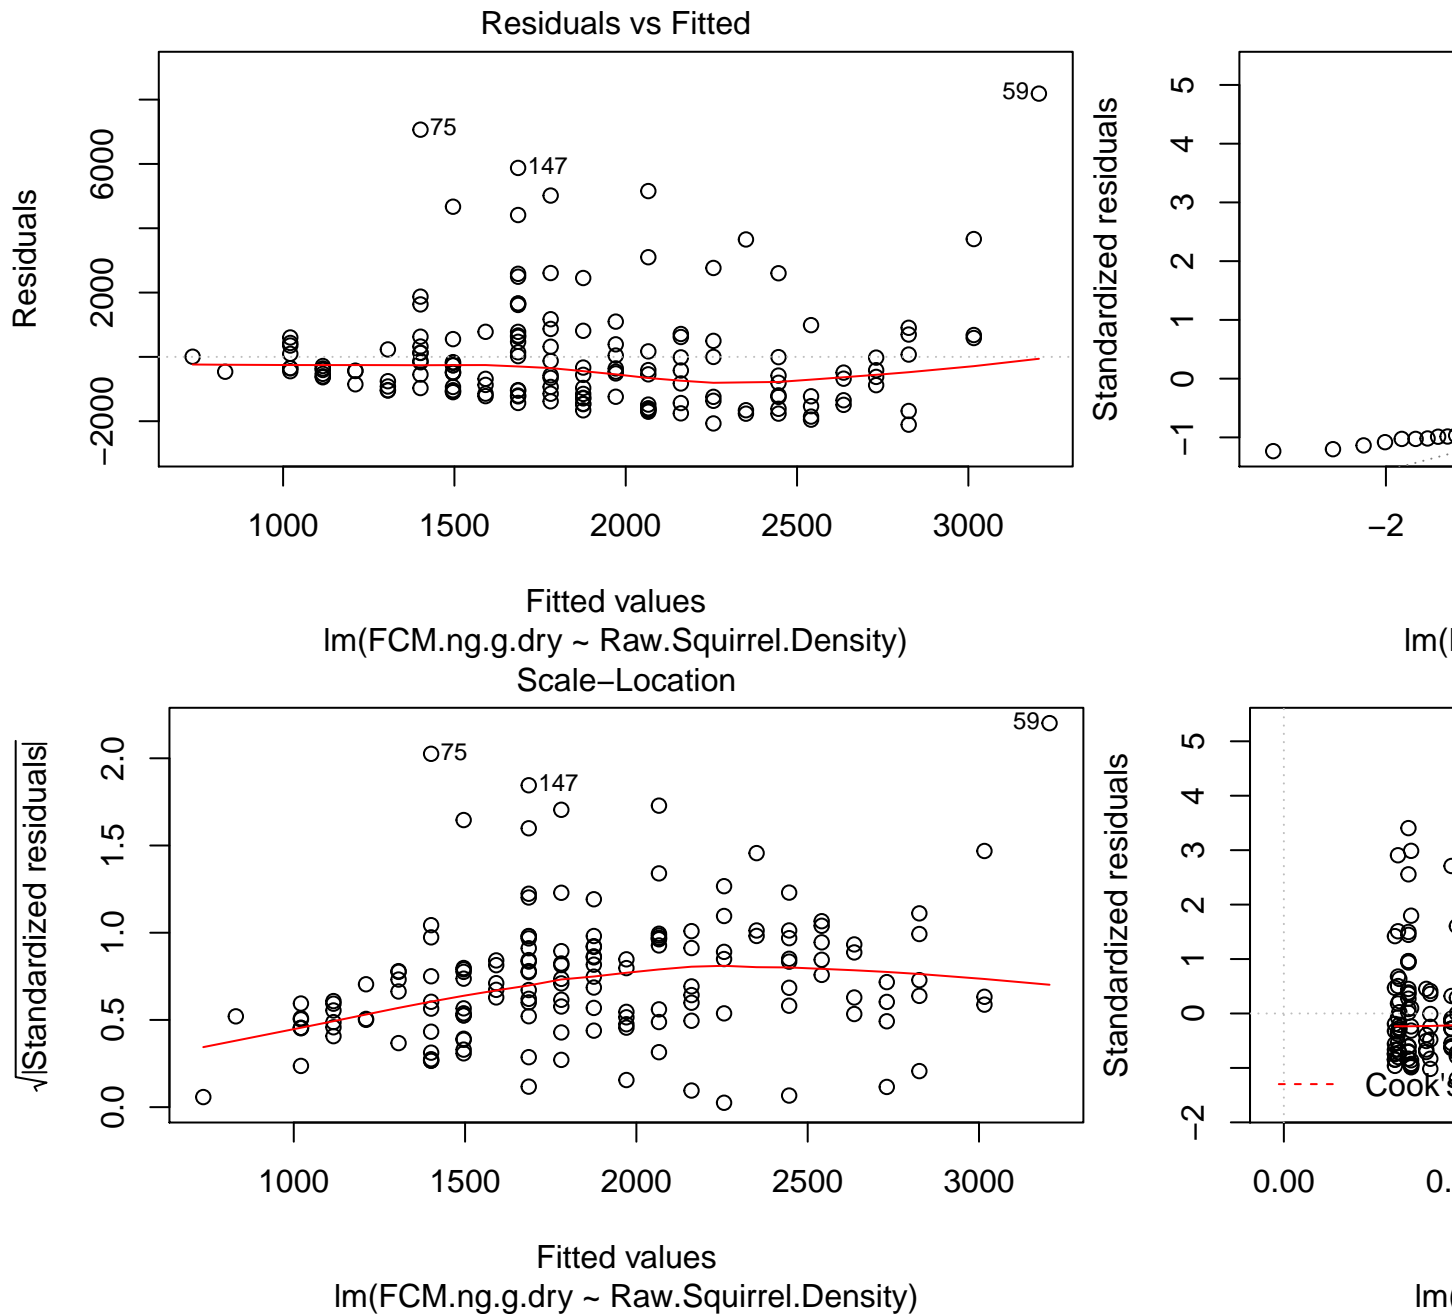 Residuals vs Fitted
Residuals
−2000 2000 6000
75
147
59
1000 1500 2000 2500 3000
Fitted values
lm(FCM.ng.g.dry ~ Raw.Squirrel.Density)
Standardized residuals
−1 0 1 2 3 4 5
−2
lm(
Scale−Location
√|Standardized residuals|
0.0 0.5 1.0 1.5 2.0
75
147
59
1000 1500 2000 2500 3000
Fitted values
lm(FCM.ng.g.dry ~ Raw.Squirrel.Density)
Standardized residuals
−2 0 1 2 3 4 5
Cook's
0.00 0.
lm(